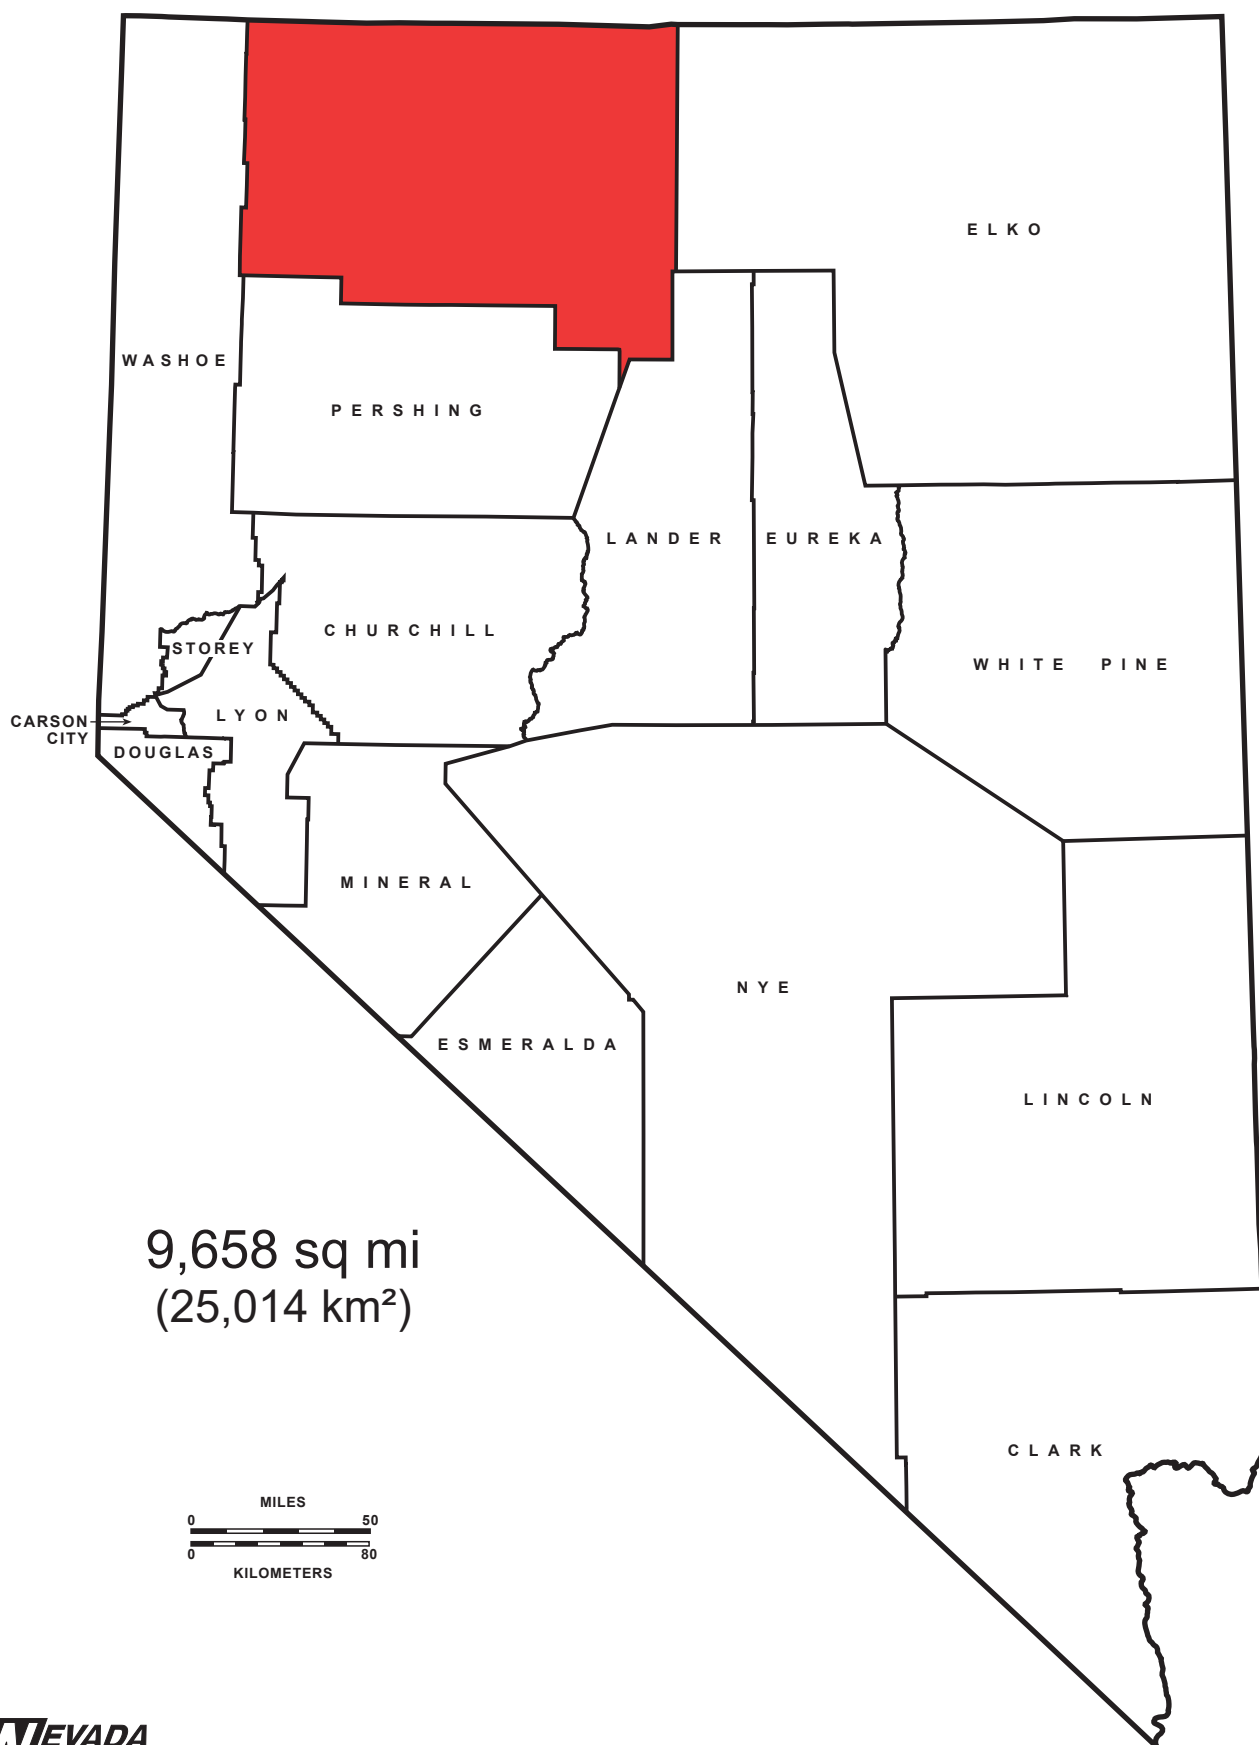 ELKO
WASHOE
PERSHING
LANDER
EUREKA
CHURCHILL
STOREY
WHITE PINE
LYON
CARSON
CITY
DOUGLAS
MINERAL
NYE
ESMERALDA
LINCOLN
9,658 sq mi
(25,014 km²)
CLARK
MILES
0 50
0 80
KILOMETERS
NEVADA